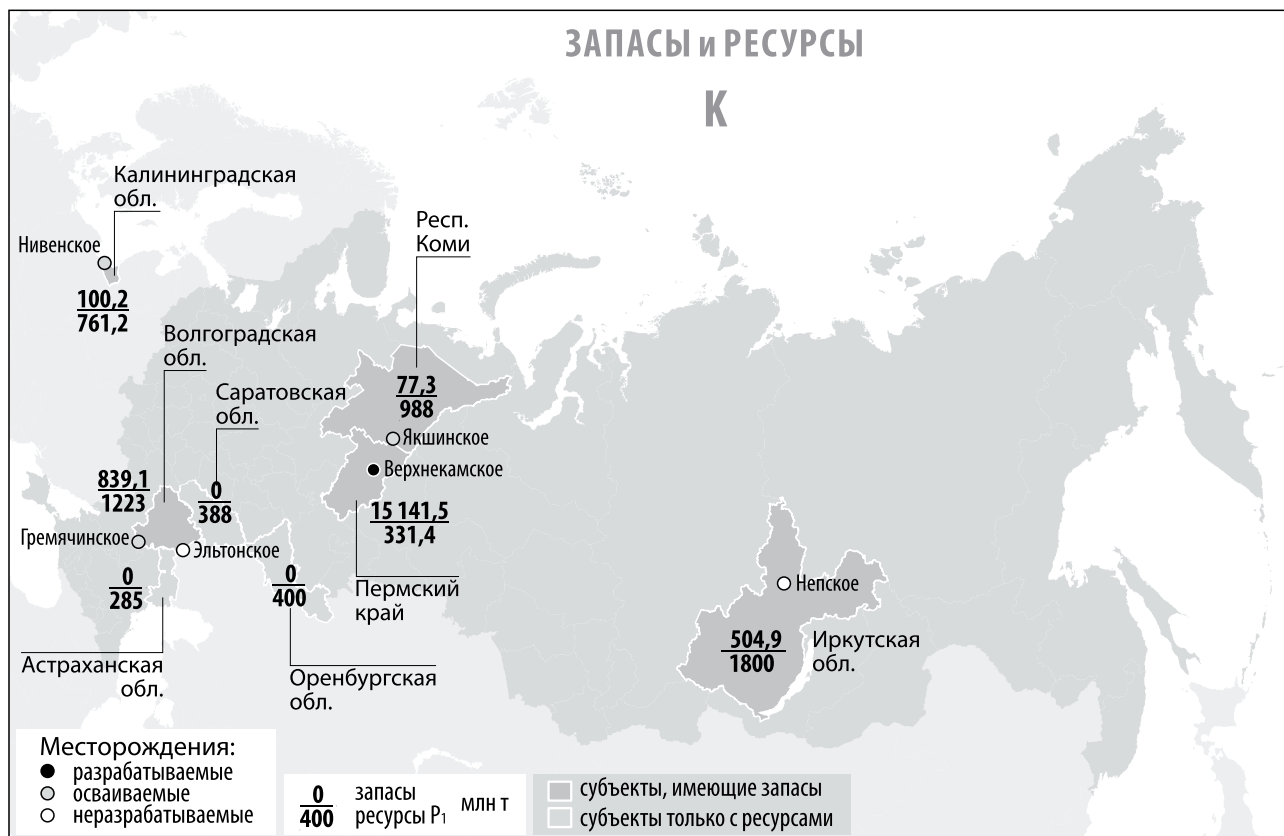 ЗАПАСЫ и РЕСУРСЫ
К
Калининградская
обл.
Нивенское
100,2
761,2
Респ.
Коми
77,3
988
Якшинское
Волгоградская
обл.
Саратовская
обл.
Верхнекамское
15 141,5
331,4
Пермский
край
839,1
1223
0
388
Гремячинское
Эльтонское
0
285
Астраханская
обл.
0
400
Оренбургская
обл.
Непское
504,9
1800
Иркутская
обл.
Месторождения:
разрабатываемые
осваиваемые
неразрабатываемые
0
400
запасы
ресурсы Р1
млн т
субъекты, имеющие запасы
субъекты только с ресурсами